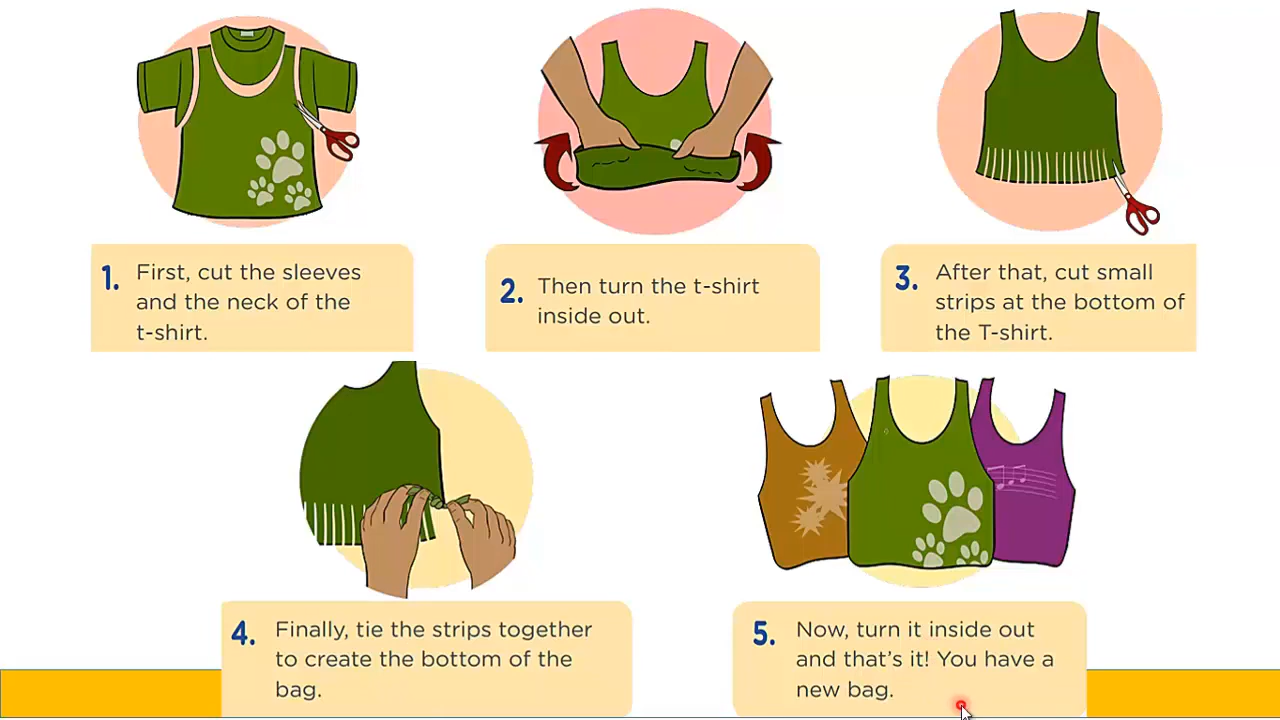 1. First, cut the sleeves
and the neck of the
t-shirt.
2. Then turn the t-shirt
inside out.
3. After that, cut small
strips at the bottom of
the T-shirt.
4. Finally, tie the strips together
to create the bottom of the
bag.
5. Now, turn it inside out
and that's it! You have a
new bag.